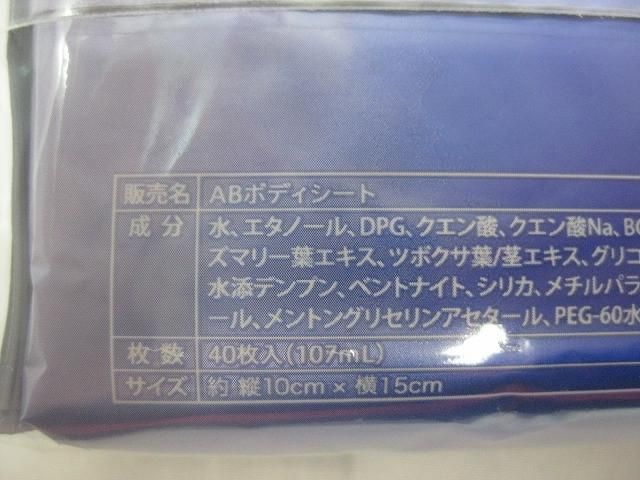 販売名 ABボディシート
成分 水、エタノール、DPG、クエン酸、クエン酸Na、BG
ズマリー葉エキス、ツボクサ葉/茎エキス、グリコ
水添デンプン、ベントナイト、シリカ、メチルパラ
ール、メントングリセリンアセタール、PEG-60水
枚数 40枚入(107mL)
サイズ 約 縦10cm×横15cm